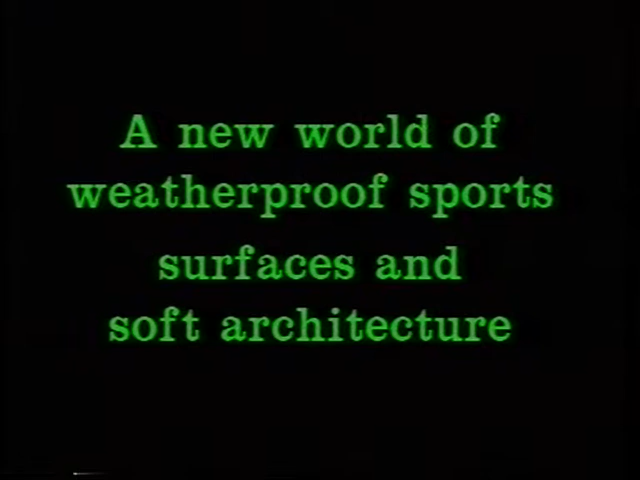 A new world of
weatherproof sports
surfaces and
soft architecture